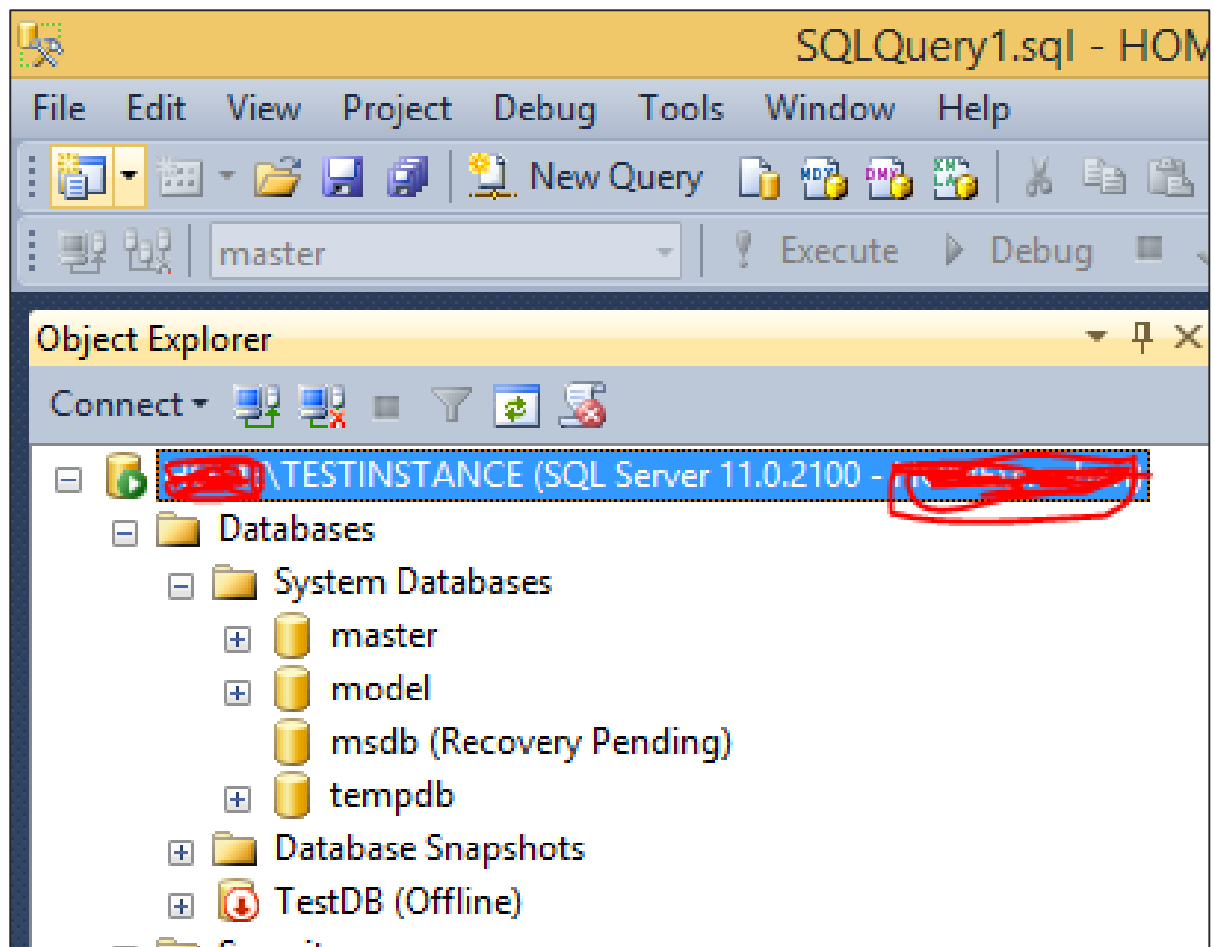 SQLQuery1.sql - HOM
File Edit View Project Debug Tools Window Help
New Query
master Execute Debug
Object Explorer
Connect
\TESTINSTANCE (SQL Server 11.0.2100 -
Databases
System Databases
master
model
msdb (Recovery Pending)
tempdb
Database Snapshots
TestDB (Offline)